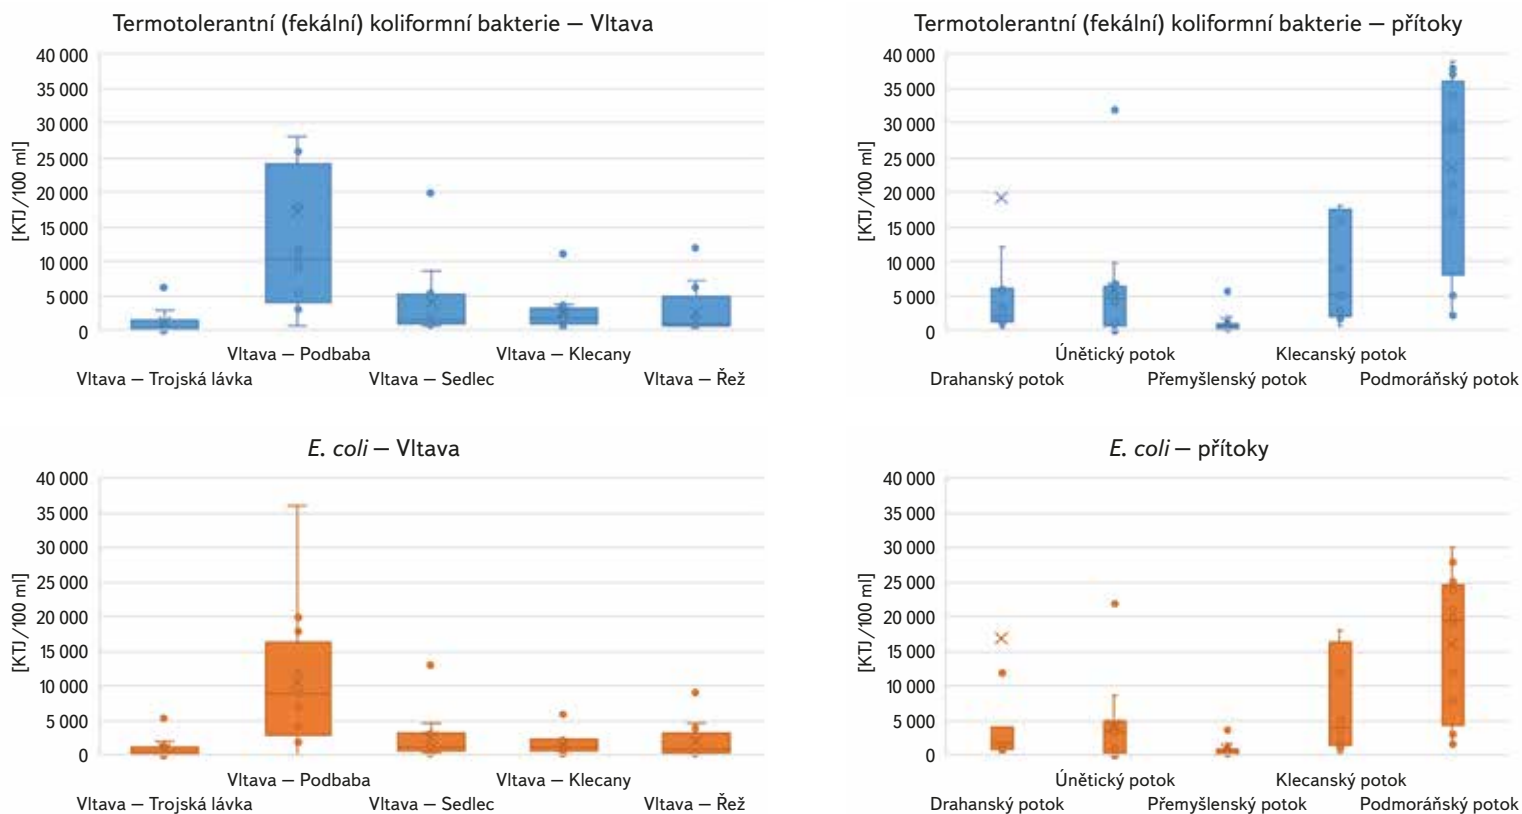 Termotolerantní (fekální) koliformní bakterie — Vltava
[KTJ/100 ml]
40 000
35 000
30 000
25 000
20 000
15 000
10 000
5 000
0
Vltava — Podbaba
Vltava — Klecany
Vltava — Trojská lávka
Vltava — Sedlec
Vltava — Řež
Termotolerantní (fekální) koliformní bakterie — přítoky
[KTJ/100 ml]
40 000
35 000
30 000
25 000
20 000
15 000
10 000
5 000
0
Únětický potok
Klecanský potok
Drahanský potok
Přemyšlenský potok
Podmoráňský potok
E. coli — Vltava
[KTJ/100 ml]
40 000
35 000
30 000
25 000
20 000
15 000
10 000
5 000
0
Vltava — Podbaba
Vltava — Klecany
Vltava — Trojská lávka
Vltava — Sedlec
Vltava — Řež
E. coli — přítoky
[KTJ/100 ml]
40 000
35 000
30 000
25 000
20 000
15 000
10 000
5 000
0
Únětický potok
Klecanský potok
Drahanský potok
Přemyšlenský potok
Podmoráňský potok